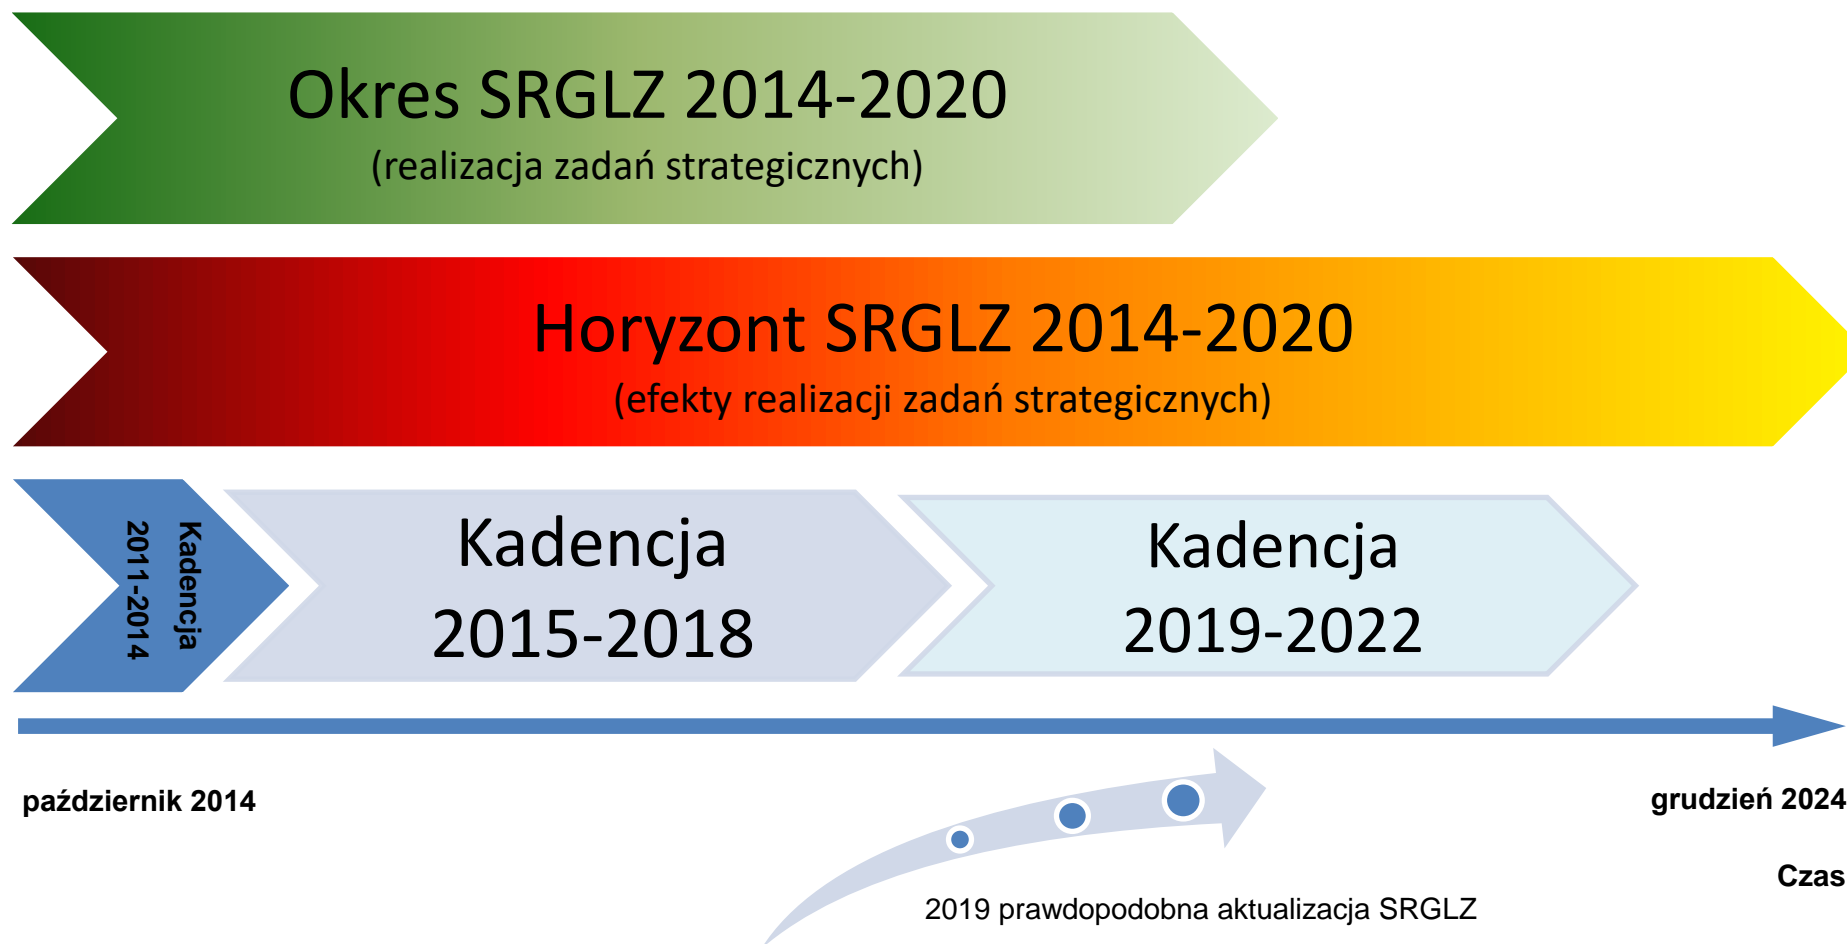 Okres SRGLZ 2014-2020
(realizacja zadań strategicznych)
Horyzont SRGLZ 2014-2020
(efekty realizacji zadań strategicznych)
Kadencja
2011-2014
Kadencja
2015-2018
Kadencja
2019-2022
październik 2014
grudzień 2024
Czas
2019 prawdopodobna aktualizacja SRGLZ